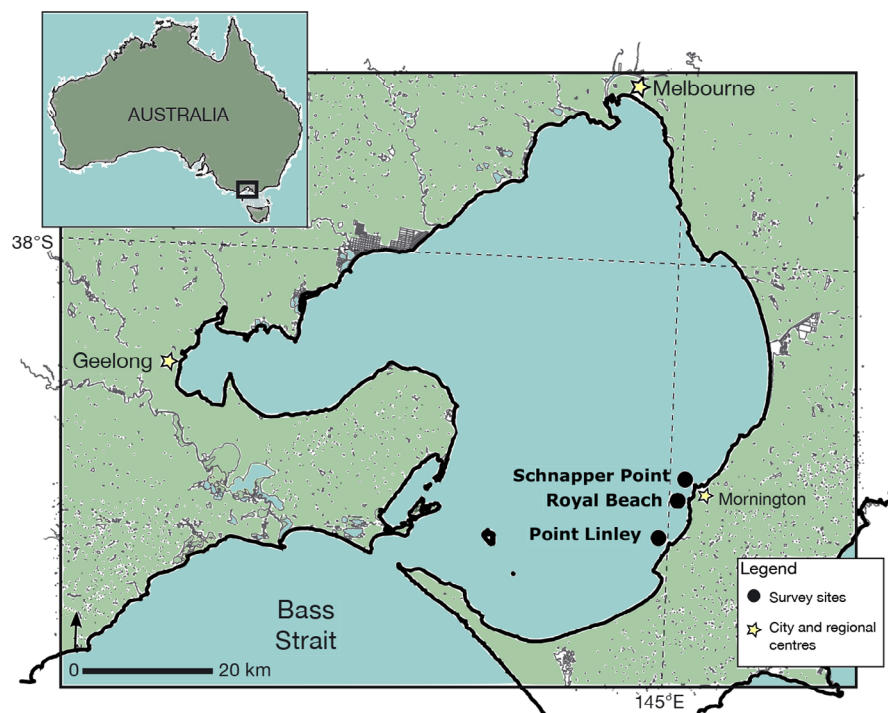 AUSTRALIA
Melbourne
38°S
Geelong
Schnapper Point
Royal Beach
Mornington
Point Linley
Legend
Survey sites
City and regional
centres
Bass
Strait
0 20 km
145°E